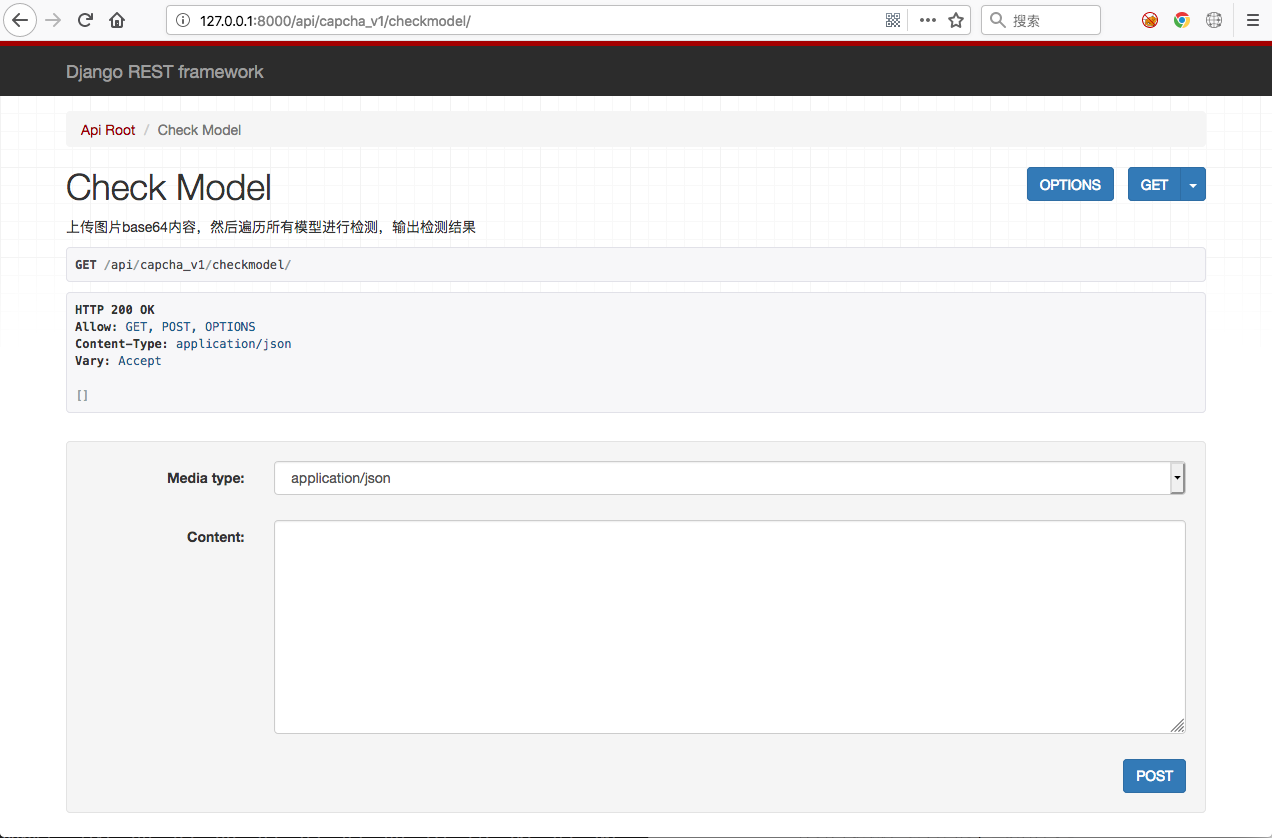 127.0.0.1:8000/api/capcha_v1/checkmodel/
搜索
Django REST framework
Api Root / Check Model
Check Model
OPTIONS
GET
上传图片base64内容，然后遍历所有模型进行检测，输出检测结果
GET /api/capcha_v1/checkmodel/
HTTP 200 OK
Allow: GET, POST, OPTIONS
Content-Type: application/json
Vary: Accept
[]
Media type:
application/json
Content:
POST